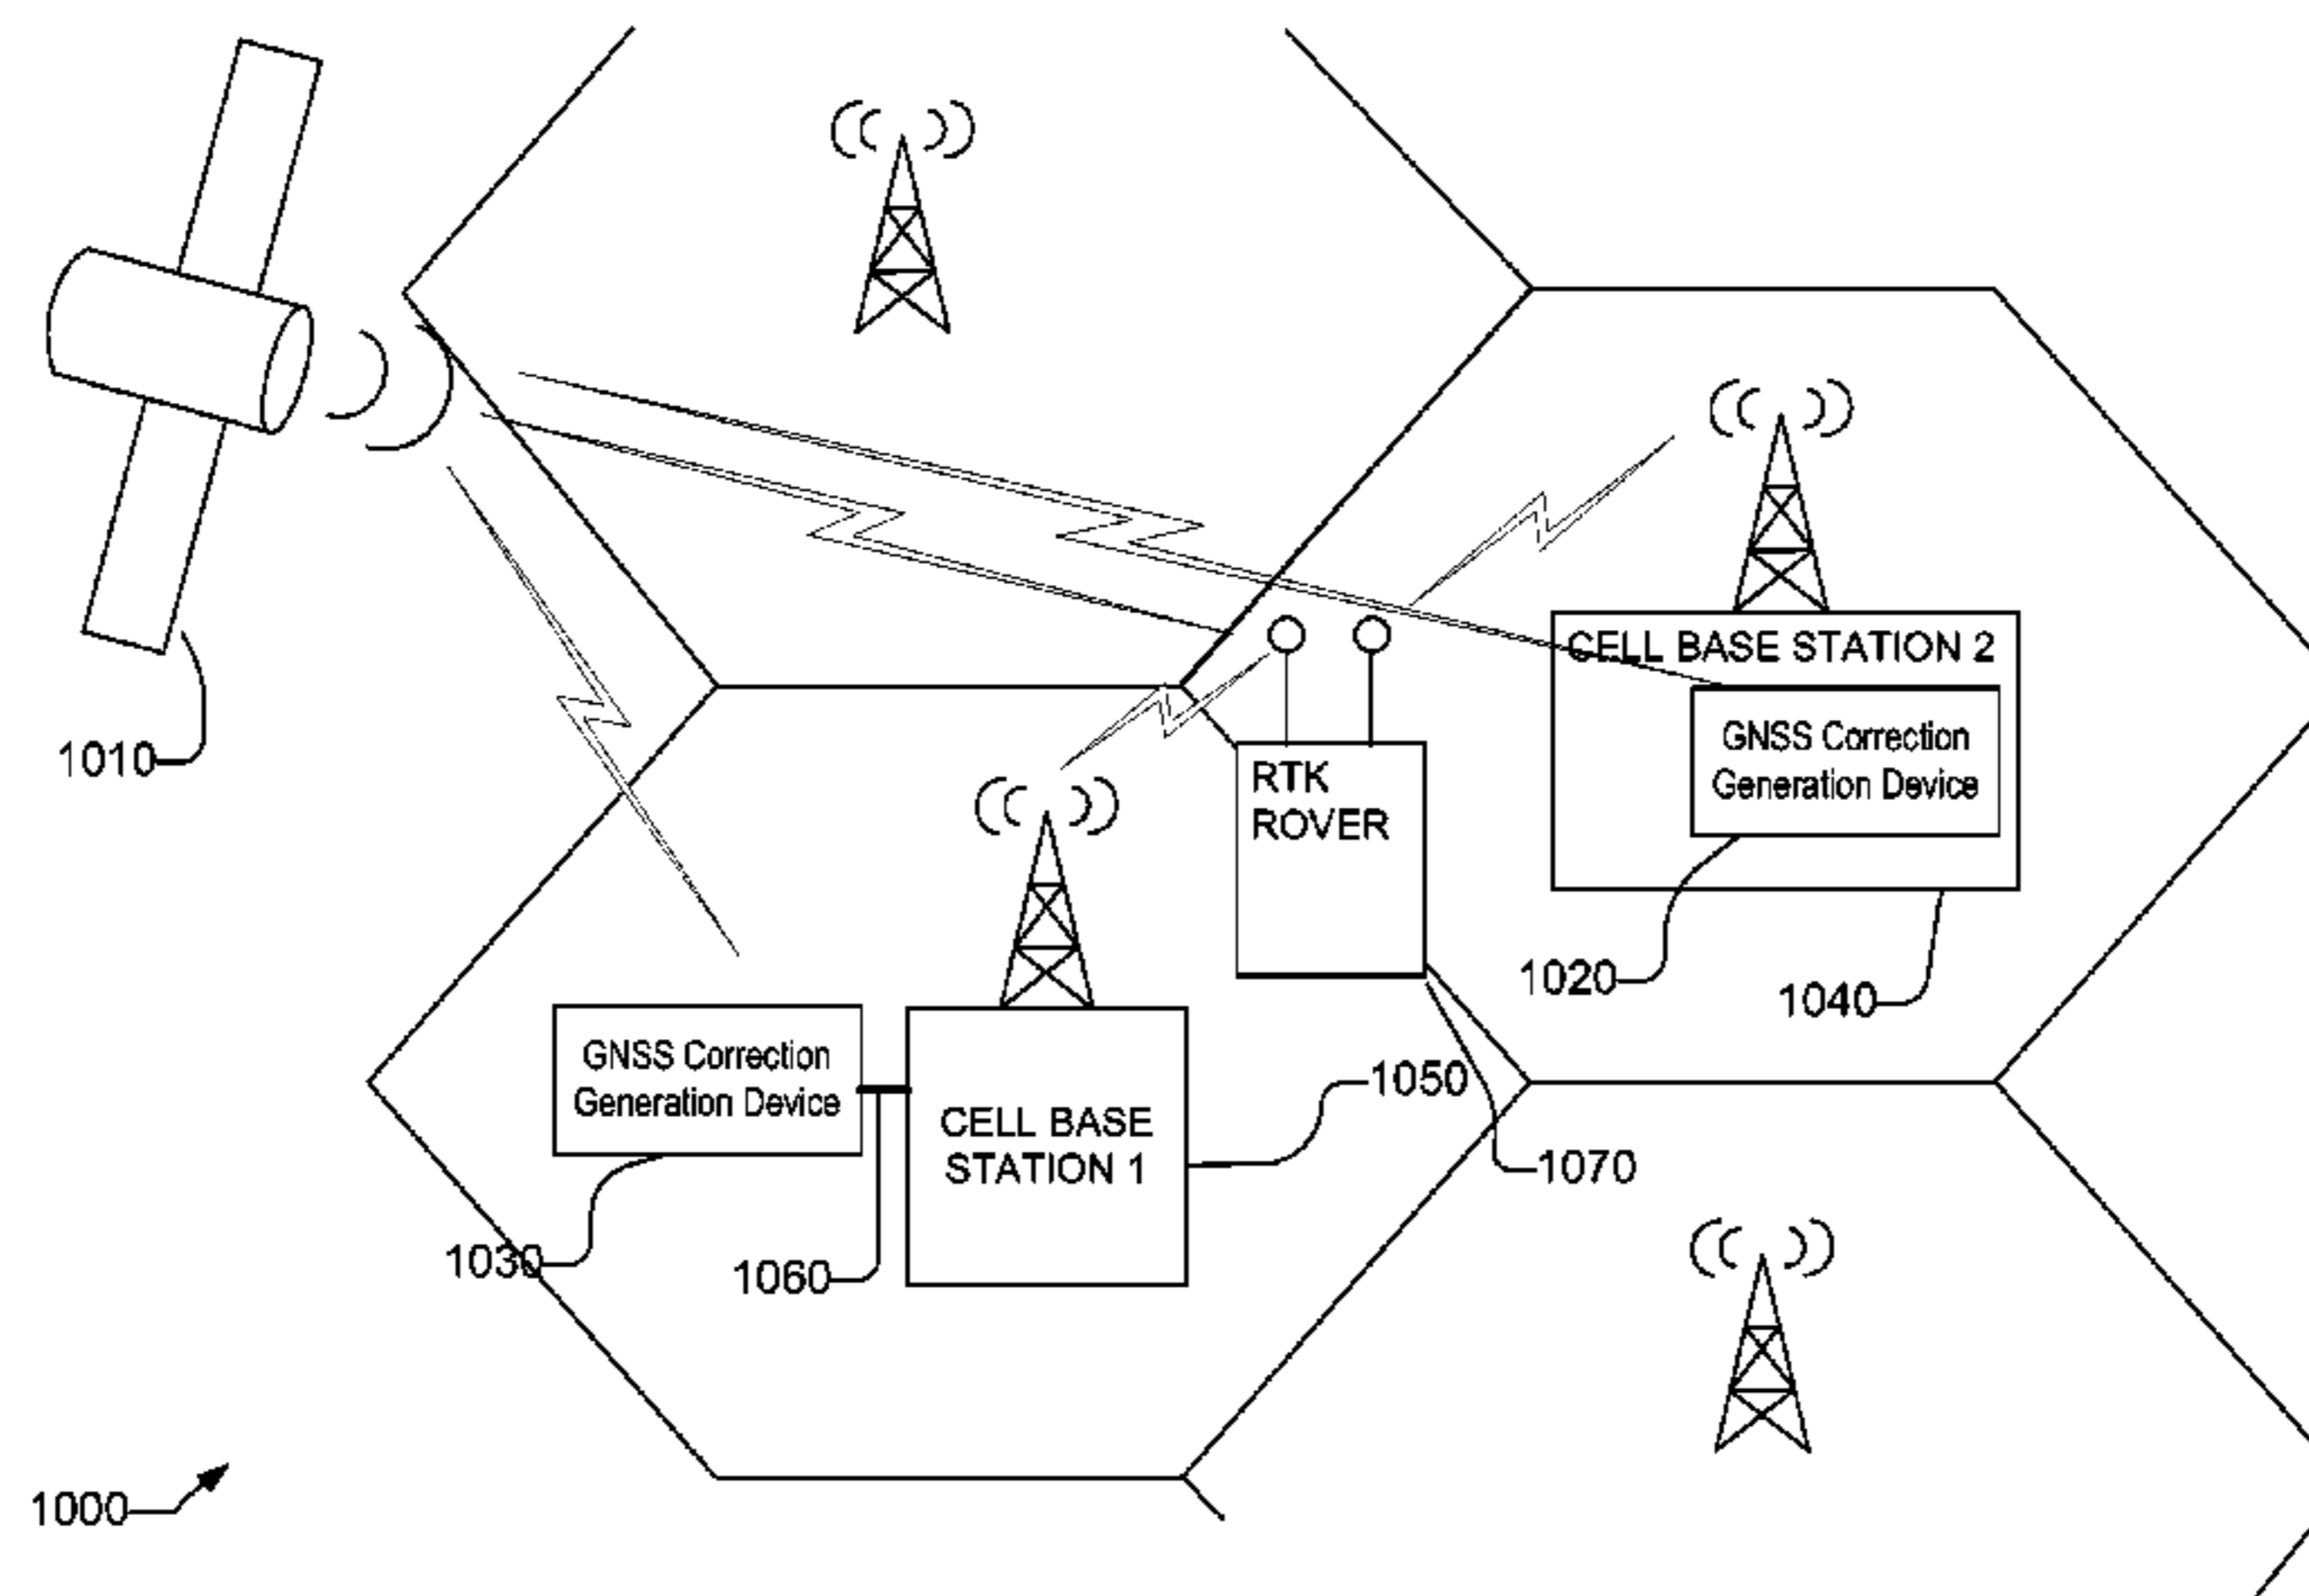 CELL BASE STATION 2
GNSS Correction
Generation Device
1010
RTK
ROVER
1020
1040
GNSS Correction
Generation Device
CELL BASE
STATION 1
1050
1070
1030
1060
1000